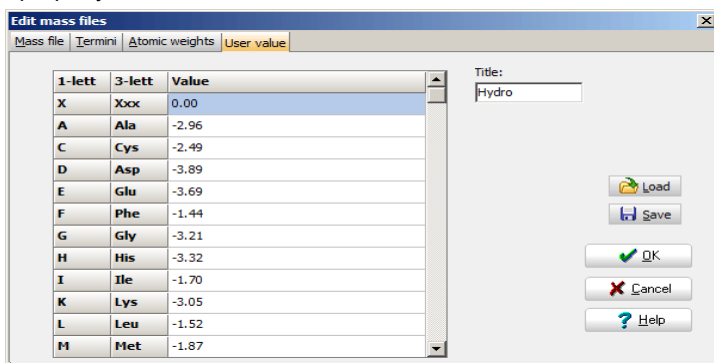 Edit mass files
Mass file Termini Atomic weights User value
1-lett 3-lett Value
X Xxx 0.00
A Ala -2.96
C Cys -2.49
D Asp -3.89
E Glu -3.69
F Phe -1.44
G Gly -3.21
H His -3.32
I Ile -1.70
K Lys -3.05
L Leu -1.52
M Met -1.87
Title:
Hydro
Load
Save
OK
Cancel
Help